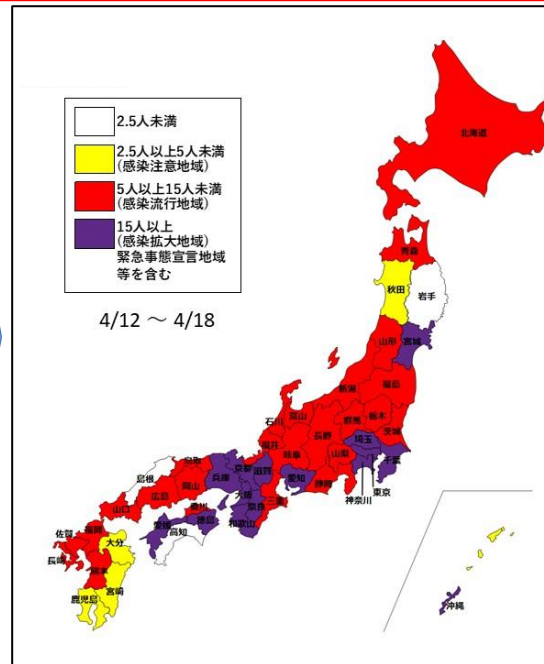 2.5人未満
2.5人以上5人未満
(感染注意地域)
5人以上15人未満
(感染流行地域)
15人以上
(感染拡大地域)
緊急事態宣言地域
等を含む
4/12 ～ 4/18
北海道
青森
秋田
岩手
山形
宮城
新潟
福島
石川
富山
群馬
栃木
茨城
福井
長野
埼玉
岐阜
山梨
千葉
島根
鳥取
京都
滋賀
愛知
静岡
東京
神奈川
兵庫
岡山
広島
大阪
奈良
三重
山口
香川
和歌山
徳島
愛媛
高知
佐賀
福岡
大分
長崎
熊本
宮崎
鹿児島
沖縄